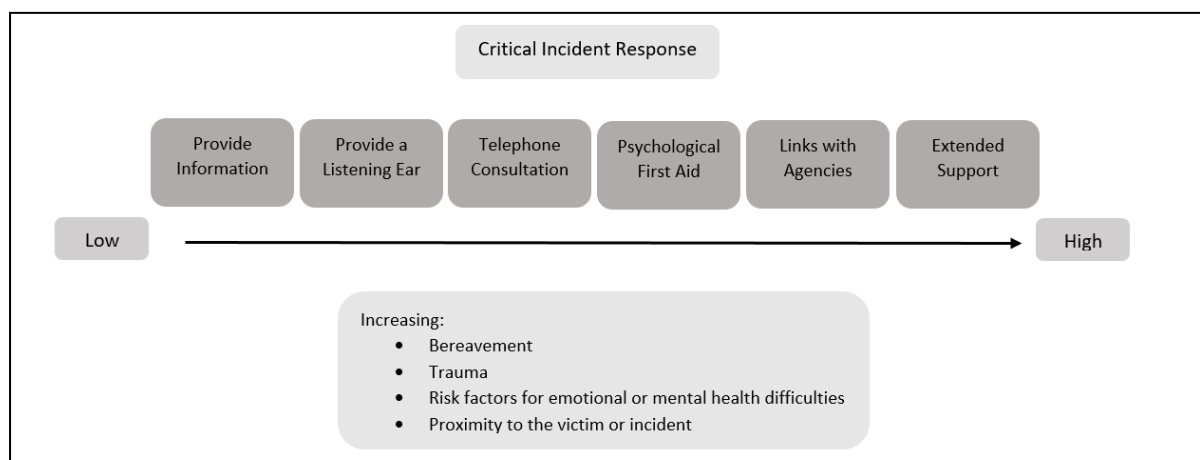 Critical Incident Response
Provide
Information
Provide a
Listening Ear
Telephone
Consultation
Psychological
First Aid
Links with
Agencies
Extended
Support
Low
High
Increasing:
• Bereavement
• Trauma
• Risk factors for emotional or mental health difficulties
• Proximity to the victim or incident